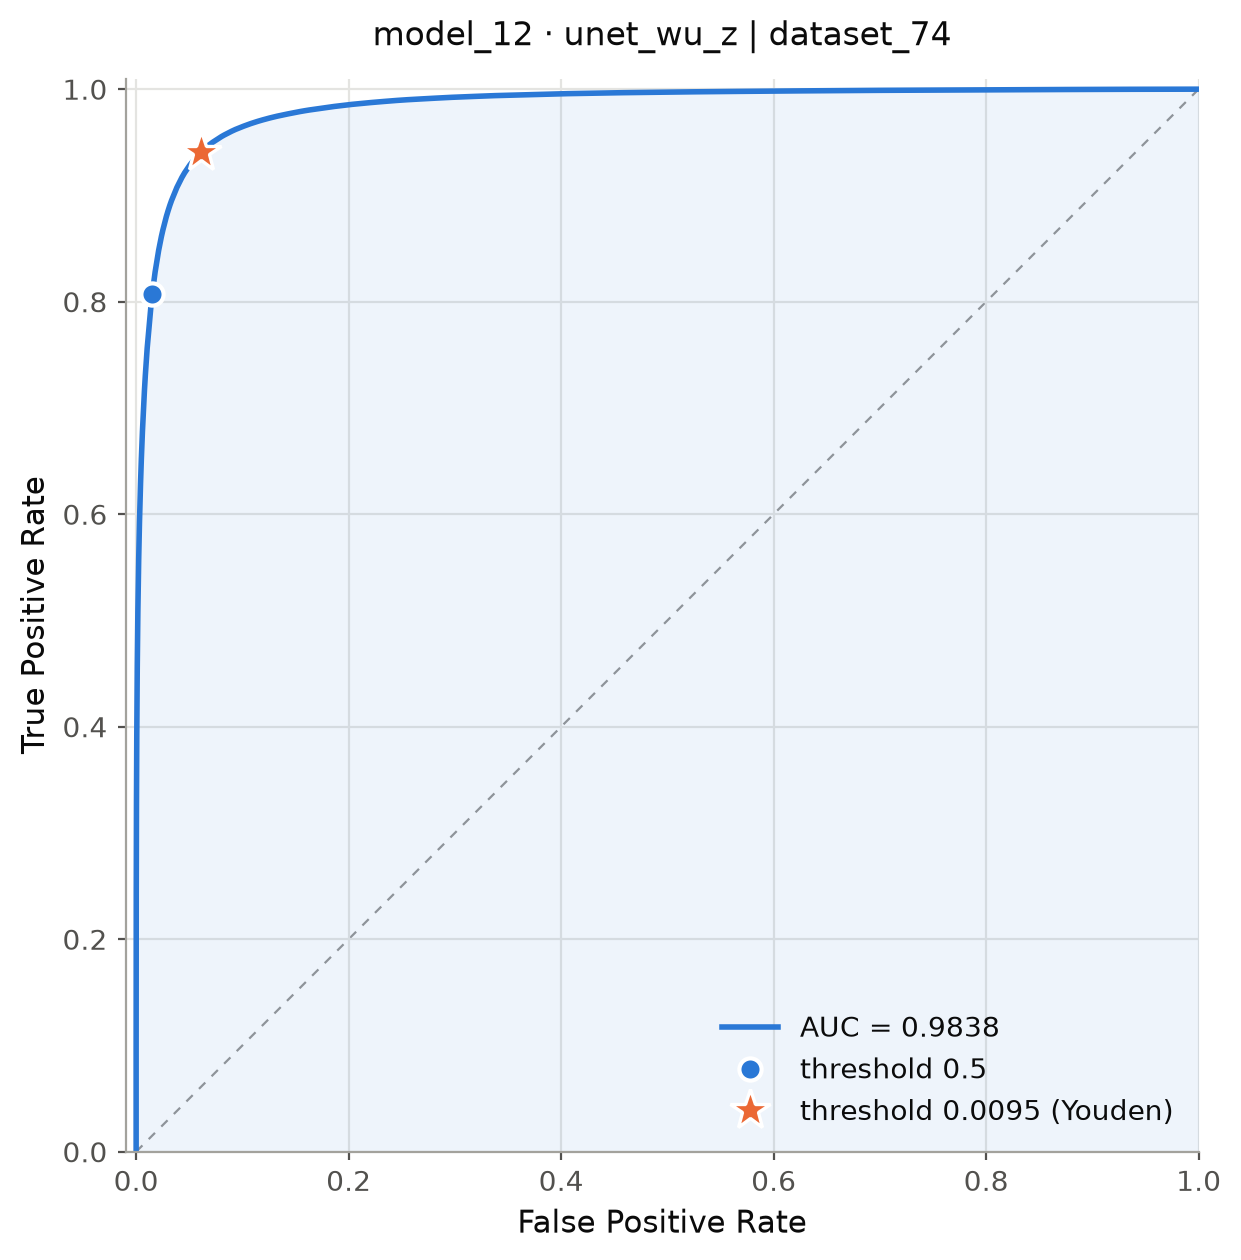 model_12 · unet_wu_z | dataset_74
1.0
0.8
0.6
0.4
0.2
0.0
True Positive Rate
AUC = 0.9838
threshold 0.5
threshold 0.0095 (Youden)
0.0 0.2 0.4 0.6 0.8 1.0
False Positive Rate